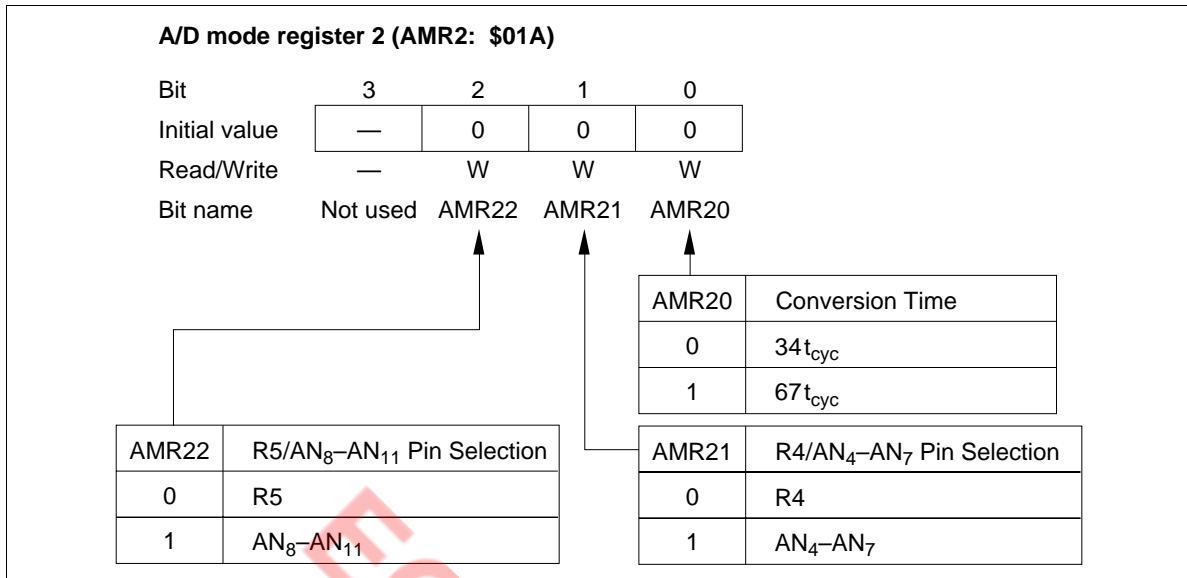 A/D mode register 2 (AMR2: $01A)
Bit 3 2 1 0
Initial value — 0 0 0
Read/Write — W W W
Bit name Not used AMR22 AMR21 AMR20
AMR20 Conversion Time
0 34tcyc
1 67tcyc
AMR22 R5/AN8–AN11 Pin Selection
0 R5
1 AN8–AN11
AMR21 R4/AN4–AN7 Pin Selection
0 R4
1 AN4–AN7